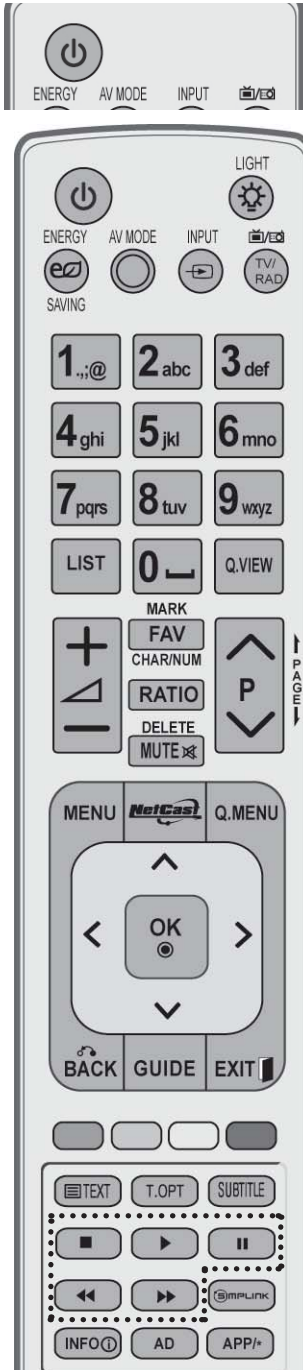 ENERGY AV MODE INPUT
LIGHT
ENERGY AV MODE INPUT
TV/
RAD
SAVING
1.,;@ 2abc 3def
4ghi 5jkl 6mno
7pqrs 8tuv 9wxyz
LIST 0 Q.VIEW
MARK
FAV
CHAR/NUM
RATIO P PAGE
DELETE
MUTE
MENU NetCast Q.MENU
OK
BACK GUIDE EXIT
TEXT T.OPT SUBTITLE
SIMPLINK
INFO AD APP/*